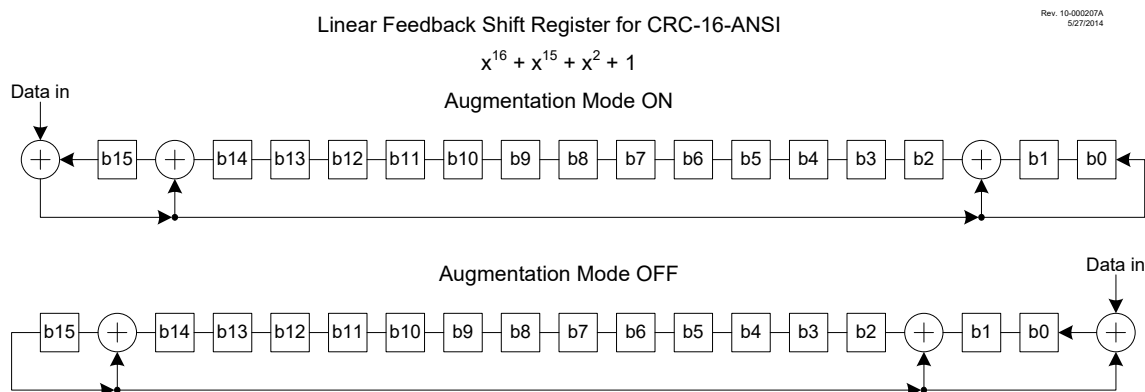 Linear Feedback Shift Register for CRC-16-ANSI
Rev. 10-000207A
5/27/2014
x¹⁶ + x¹⁵ + x² + 1
Augmentation Mode ON
Data in
b15 b14 b13 b12 b11 b10 b9 b8 b7 b6 b5 b4 b3 b2 b1 b0
Augmentation Mode OFF
Data in
b15 b14 b13 b12 b11 b10 b9 b8 b7 b6 b5 b4 b3 b2 b1 b0